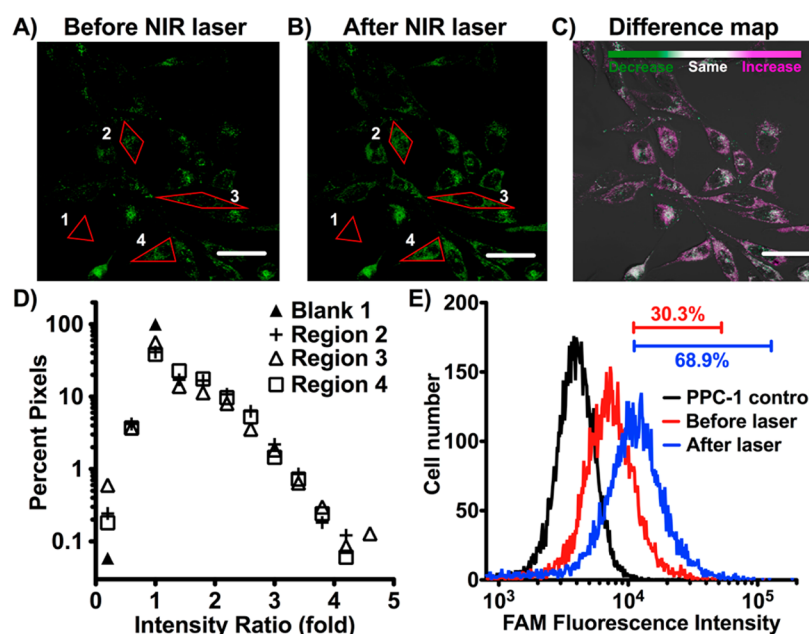 A) Before NIR laser
B) After NIR laser
Difference map
C)
Decrease Same Increase
2
3
1
4
2
3
1
4
D)
100
10
1
0.1
0 1 2 3 4 5
Percent Pixels
Intensity Ratio (fold)
Blank 1
Region 2
Region 3
Region 4
E)
200
150
100
50
0
Cell number
30.3%
68.9%
PPC-1 contro
Before laser
After laser
10³ 10⁴ 10⁵
FAM Fluorescence Intensity